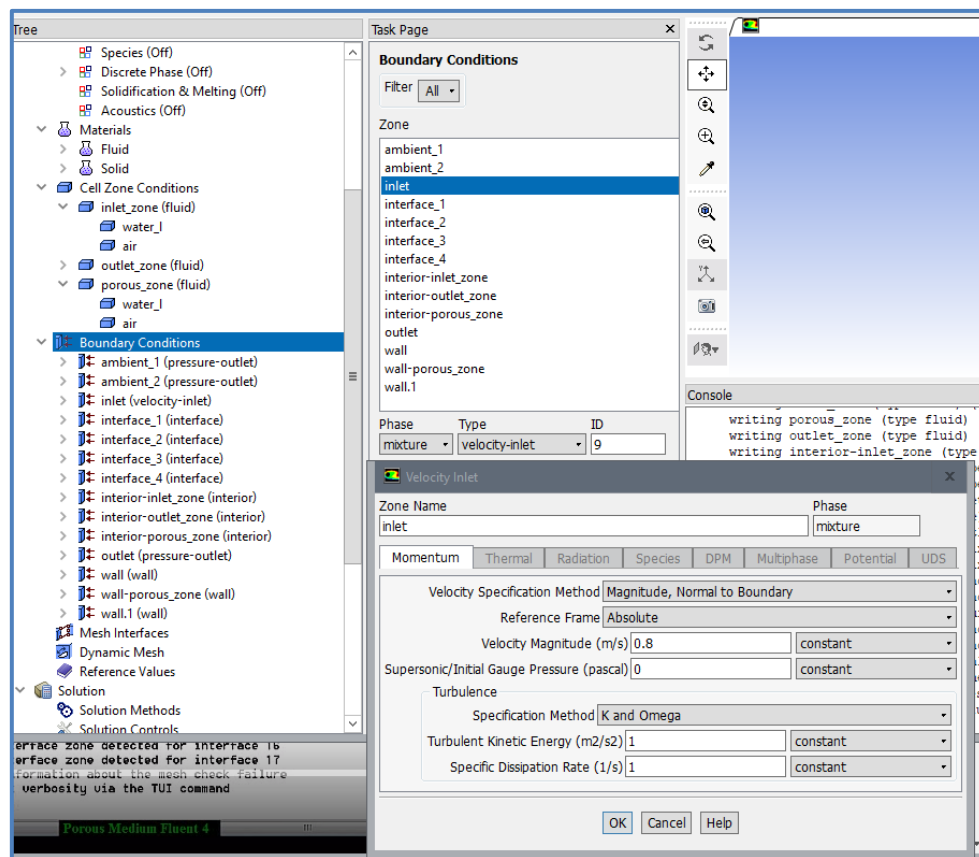 Tree
Species (Off)
Discrete Phase (Off)
Solidification & Melting (Off)
Acoustics (Off)
Materials
Fluid
Solid
Cell Zone Conditions
inlet_zone (fluid)
water_l
air
outlet_zone (fluid)
porous_zone (fluid)
water_l
air
Boundary Conditions
ambient_1 (pressure-outlet)
ambient_2 (pressure-outlet)
inlet (velocity-inlet)
interface_1 (interface)
interface_2 (interface)
interface_3 (interface)
interface_4 (interface)
interior-inlet_zone (interior)
interior-outlet_zone (interior)
interior-porous_zone (interior)
outlet (pressure-outlet)
wall (wall)
wall-porous_zone (wall)
wall.1 (wall)
Mesh Interfaces
Dynamic Mesh
Reference Values
Solution
Solution Methods
Solution Controls
erface zone detected for interface 16
erface zone detected for interface 17
formation about the mesh check failure
verbosity via the TUI command
Porous Medium Fluent 4
Task Page
Boundary Conditions
Filter All
Zone
ambient_1
ambient_2
inlet
interface_1
interface_2
interface_3
interface_4
interior-inlet_zone
interior-outlet_zone
interior-porous_zone
outlet
wall
wall-porous_zone
wall.1
Phase Type ID
mixture velocity-inlet 9
Console
writing porous_zone (type fluid)
writing outlet_zone (type fluid)
writing interior-inlet_zone (type
Velocity Inlet
Zone Name Phase
inlet mixture
Momentum Thermal Radiation Species DPM Multiphase Potential UDS
Velocity Specification Method Magnitude, Normal to Boundary
Reference Frame Absolute
Velocity Magnitude (m/s) 0.8 constant
Supersonic/Initial Gauge Pressure (pascal) 0 constant
Turbulence
Specification Method K and Omega
Turbulent Kinetic Energy (m2/s2) 1 constant
Specific Dissipation Rate (1/s) 1 constant
OK Cancel Help